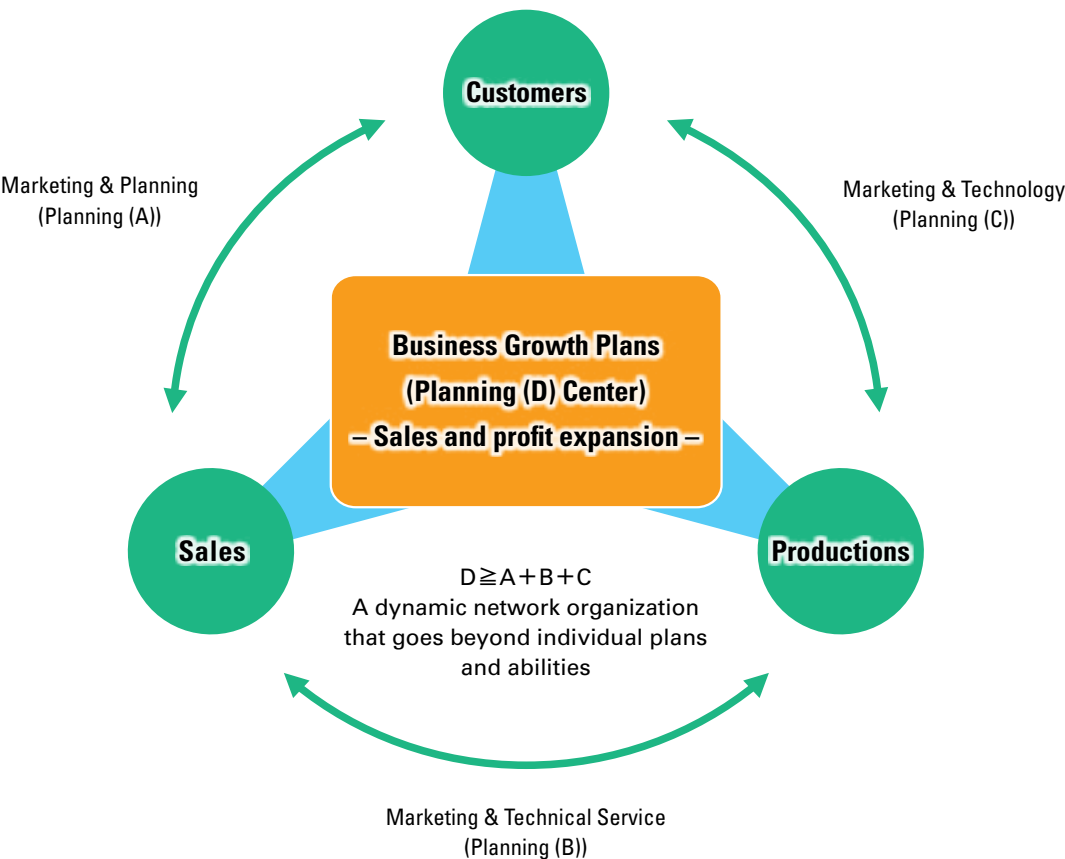 Customers
Marketing & Planning
(Planning (A))
Marketing & Technology
(Planning (C))
Business Growth Plans
(Planning (D) Center)
– Sales and profit expansion –
Sales
Productions
D≧A+B+C
A dynamic network organization
that goes beyond individual plans
and abilities
Marketing & Technical Service
(Planning (B))